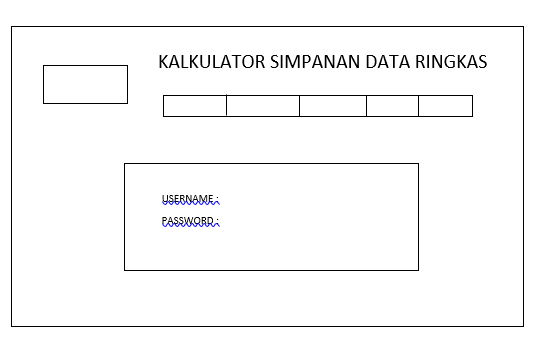 KALKULATOR SIMPANAN DATA RINGKAS
USERNAME :
PASSWORD :